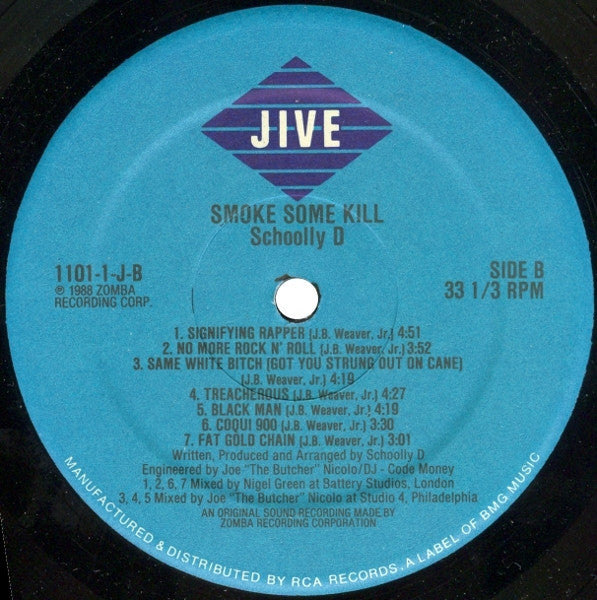 JIVE
SMOKE SOME KILL
Schoolly D
1101-1-J-B
℗ 1988 ZOMBA
RECORDING CORP.
SIDE B
33 1/3 RPM
1. SIGNIFYING RAPPER (J.B. Weaver, Jr.) 4:51
2. NO MORE ROCK N' ROLL (J.B. Weaver, Jr.) 3:52
3. SAME WHITE BITCH (GOT YOU STRUNG OUT ON CANE)
(J.B. Weaver, Jr.) 4:19
4. TREACHEROUS (J.B. Weaver, Jr.) 4:27
5. BLACK MAN (J.B. Weaver, Jr.) 4:19
6. COQUI 900 (J.B. Weaver, Jr.) 3:30
7. FAT GOLD CHAIN (J.B. Weaver, Jr.) 3:01
Written, Produced and Arranged by Schoolly D
Engineered by Joe "The Butcher" Nicolo/DJ - Code Money
1, 2, 6, 7 Mixed by Nigel Green at Battery Studios, London
3, 4, 5 Mixed by Joe "The Butcher" Nicolo at Studio 4, Philadelphia
AN ORIGINAL SOUND RECORDING MADE BY
ZOMBA RECORDING CORPORATION
MANUFACTURED & DISTRIBUTED BY RCA RECORDS, A LABEL OF BMG MUSIC